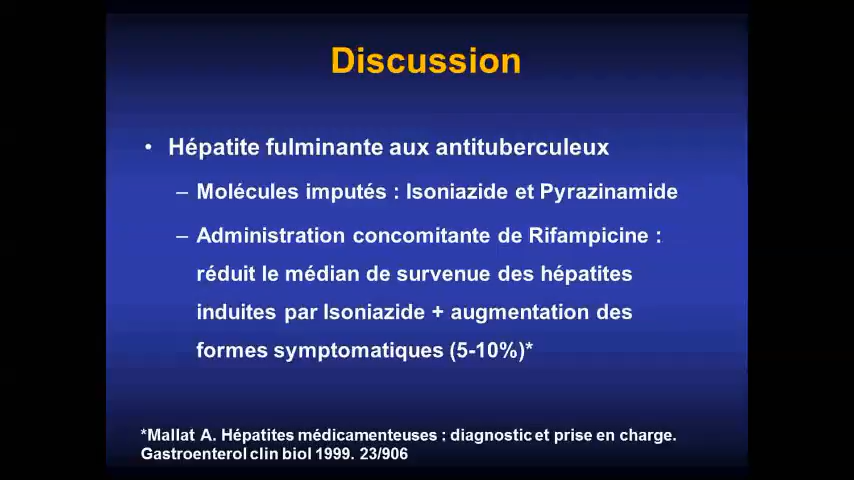 Discussion
• Hépatite fulminante aux antituberculeux
– Molécules imputés : Isoniazide et Pyrazinamide
– Administration concomitante de Rifampicine :
réduit le médian de survenue des hépatites
induites par Isoniazide + augmentation des
formes symptomatiques (5-10%)*
*Mallat A. Hépatites médicamenteuses : diagnostic et prise en charge.
Gastroenterol clin biol 1999. 23/906